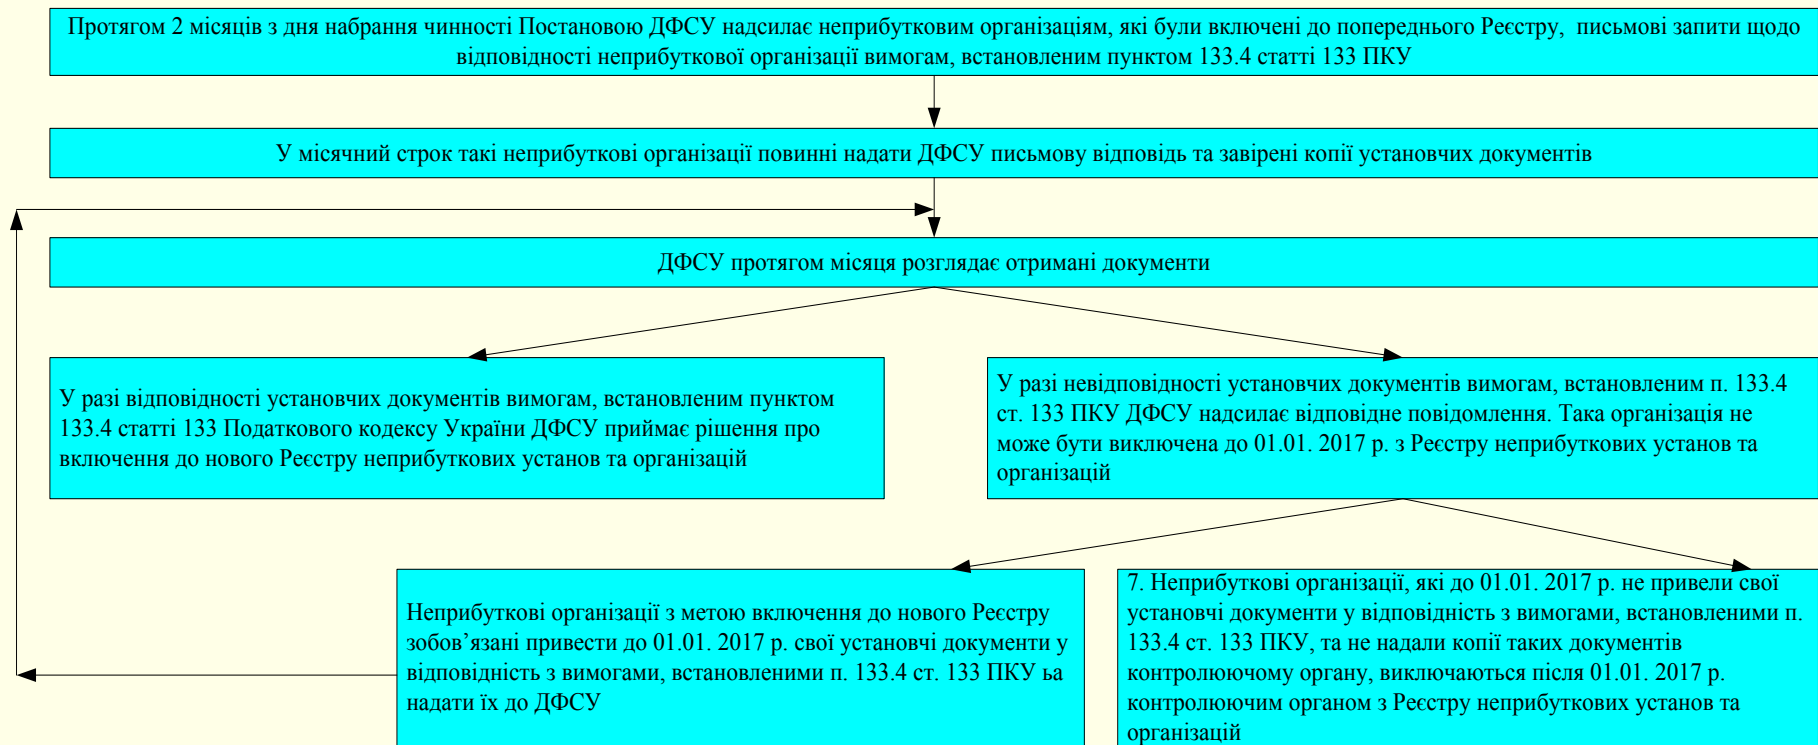 Протягом 2 місяців з дня набрання чинності Постановою ДФСУ надсилає неприбутковим організаціям, які були включені до попереднього Реєстру, письмові запити щодо
відповідності неприбуткової організації вимогам, встановленим пунктом 133.4 статті 133 ПКУ
У місячний строк такі неприбуткові організації повинні надати ДФСУ письмову відповідь та завірені копії установчих документів
ДФСУ протягом місяця розглядає отримані документи
У разі відповідності установчих документів вимогам, встановленим пунктом
133.4 статті 133 Податкового кодексу України ДФСУ приймає рішення про
включення до нового Реєстру неприбуткових установ та організацій
У разі невідповідності установчих документів вимогам, встановленим п. 133.4
ст. 133 ПКУ ДФСУ надсилає відповідне повідомлення. Така організація не
може бути виключена до 01.01. 2017 р. з Реєстру неприбуткових установ та
організацій
Неприбуткові організації з метою включення до нового Реєстру
зобов’язані привести до 01.01. 2017 р. свої установчі документи у
відповідність з вимогами, встановленими п. 133.4 ст. 133 ПКУ ьа
надати їх до ДФСУ
7. Неприбуткові організації, які до 01.01. 2017 р. не привели свої
установчі документи у відповідність з вимогами, встановленими п.
133.4 ст. 133 ПКУ, та не надали копії таких документів
контролюючому органу, виключаються після 01.01. 2017 р.
контролюючим органом з Реєстру неприбуткових установ та
організацій